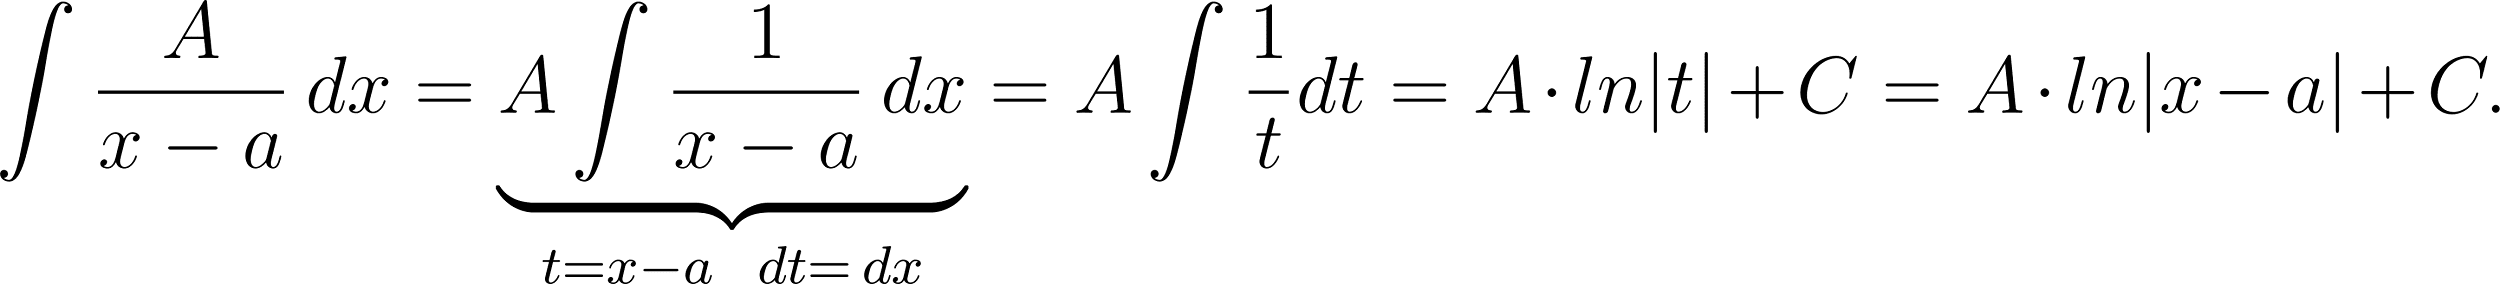 ∫ A/(x − a) dx = A ∫ 1/(x − a) dx = A ∫ 1/t dt = A · ln|t| + C = A · ln|x − a| + C .
t=x−a dt= dx